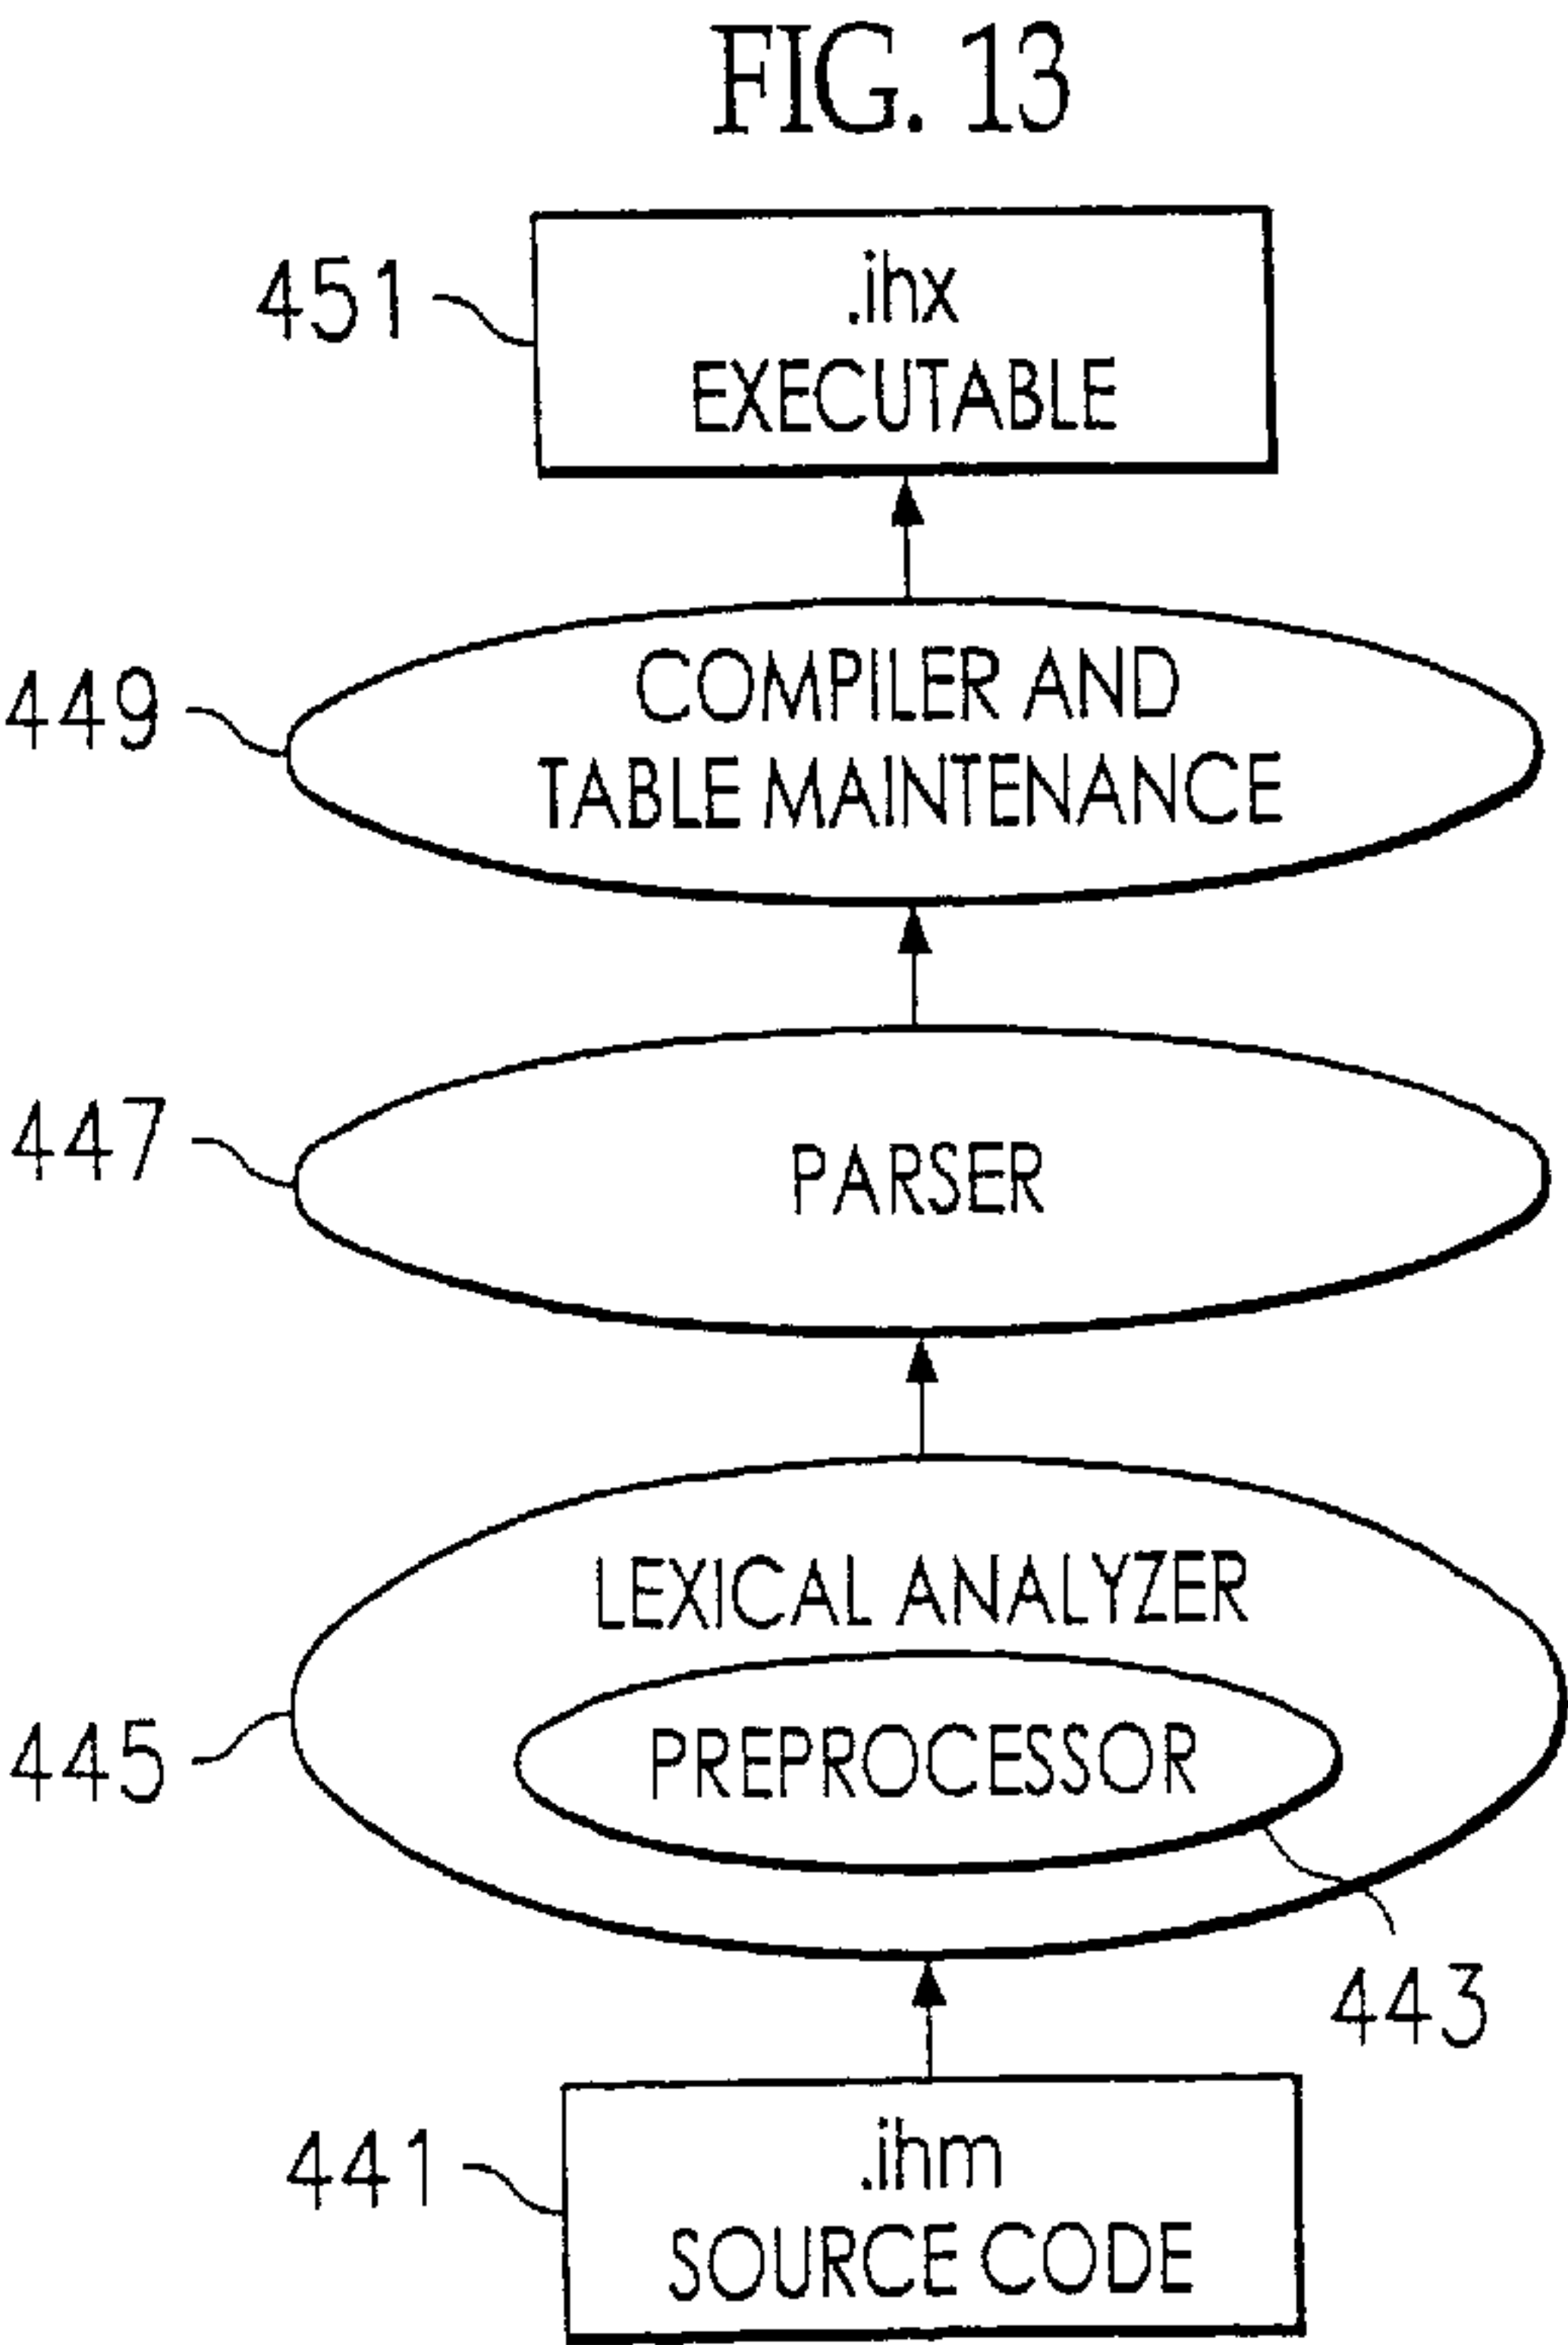 FIG. 13
451
.ihx
EXECUTABLE
449
COMPILER AND
TABLE MAINTENANCE
447
PARSER
LEXICAL ANALYZER
445
PREPROCESSOR
443
441
.ihm
SOURCE CODE